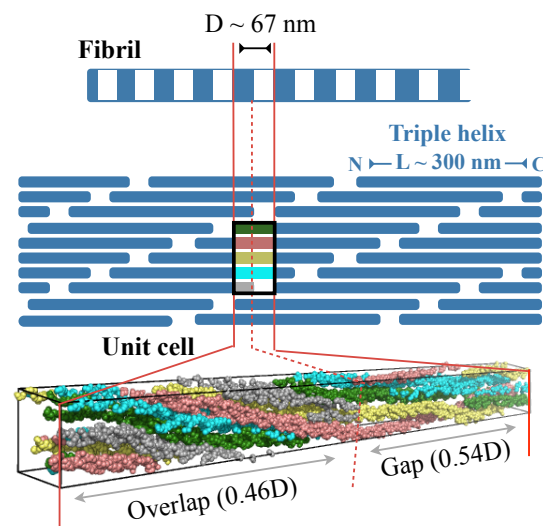 D ~ 67 nm
Fibril
Triple helix
N L ~ 300 nm C
Unit cell
Overlap (0.46D)
Gap (0.54D)